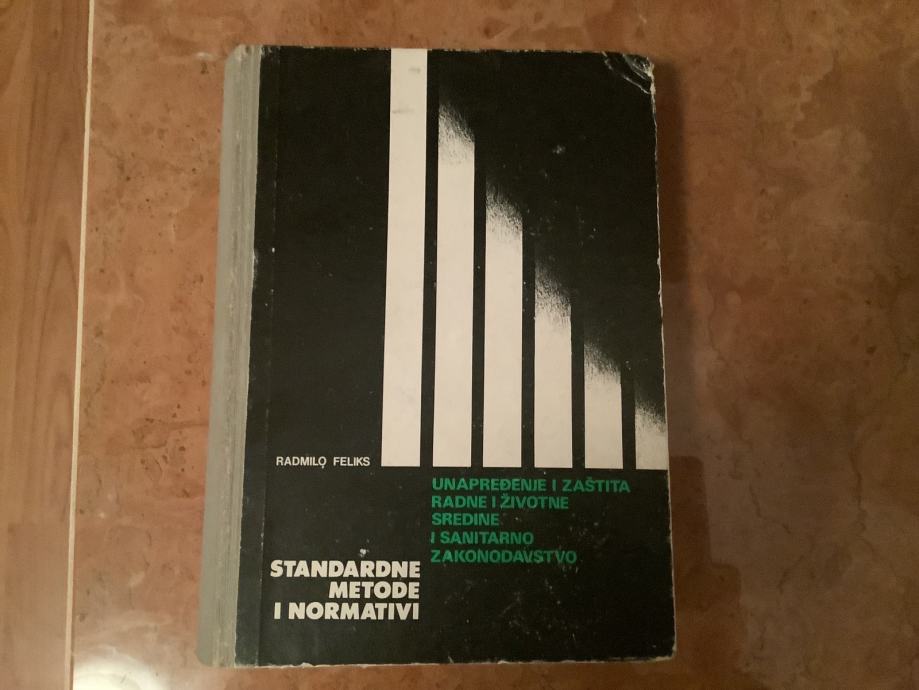 RADMILO FELIKS
UNAPREĐENJE I ZAŠTITA
RADNE I ŽIVOTNE
SREDINE
I SANITARNO
ZAKONODAVSTVO
STANDARDNE
METODE
I NORMATIVI